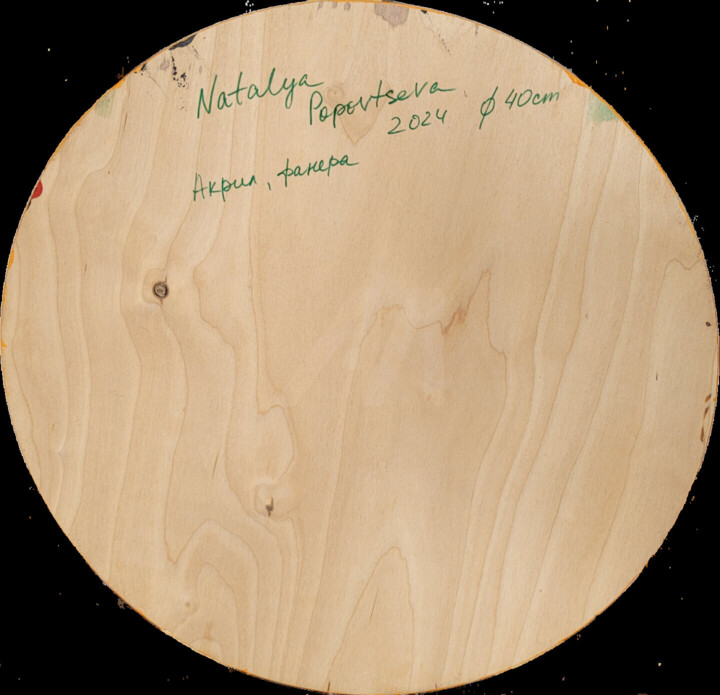 Natalya
Popovtseva
2024 ϕ 40cm
Акрил, фанера